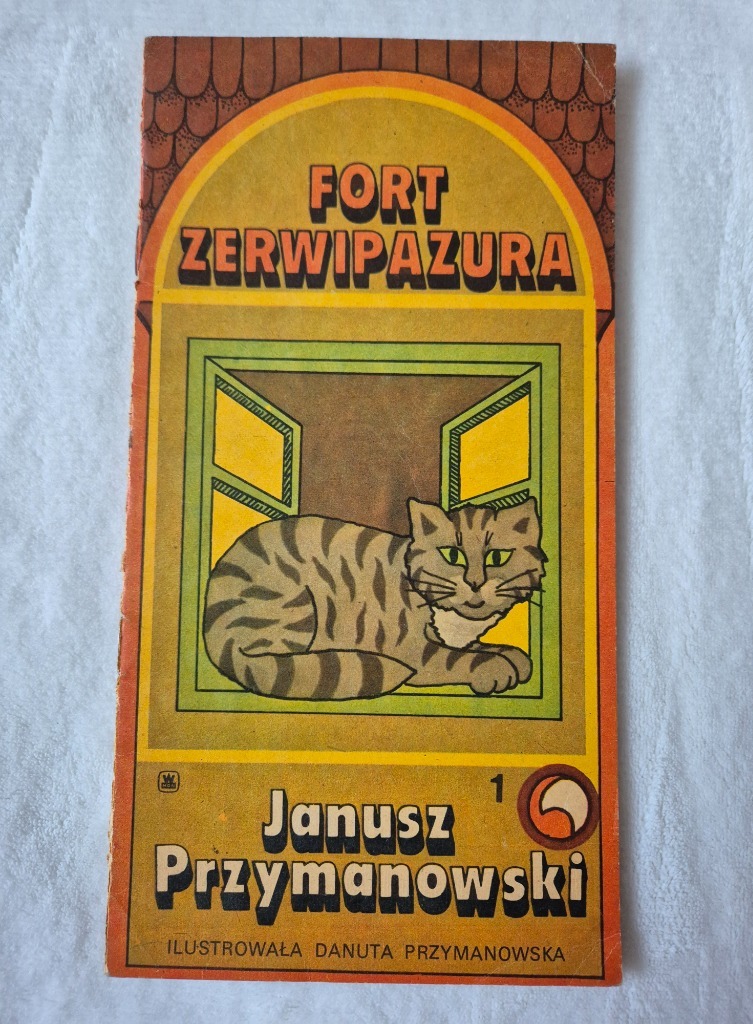 FORT
ZERWIPAZURA
1
Janusz
Przymanowski
ILUSTROWAŁA DANUTA PRZYMANOWSKA